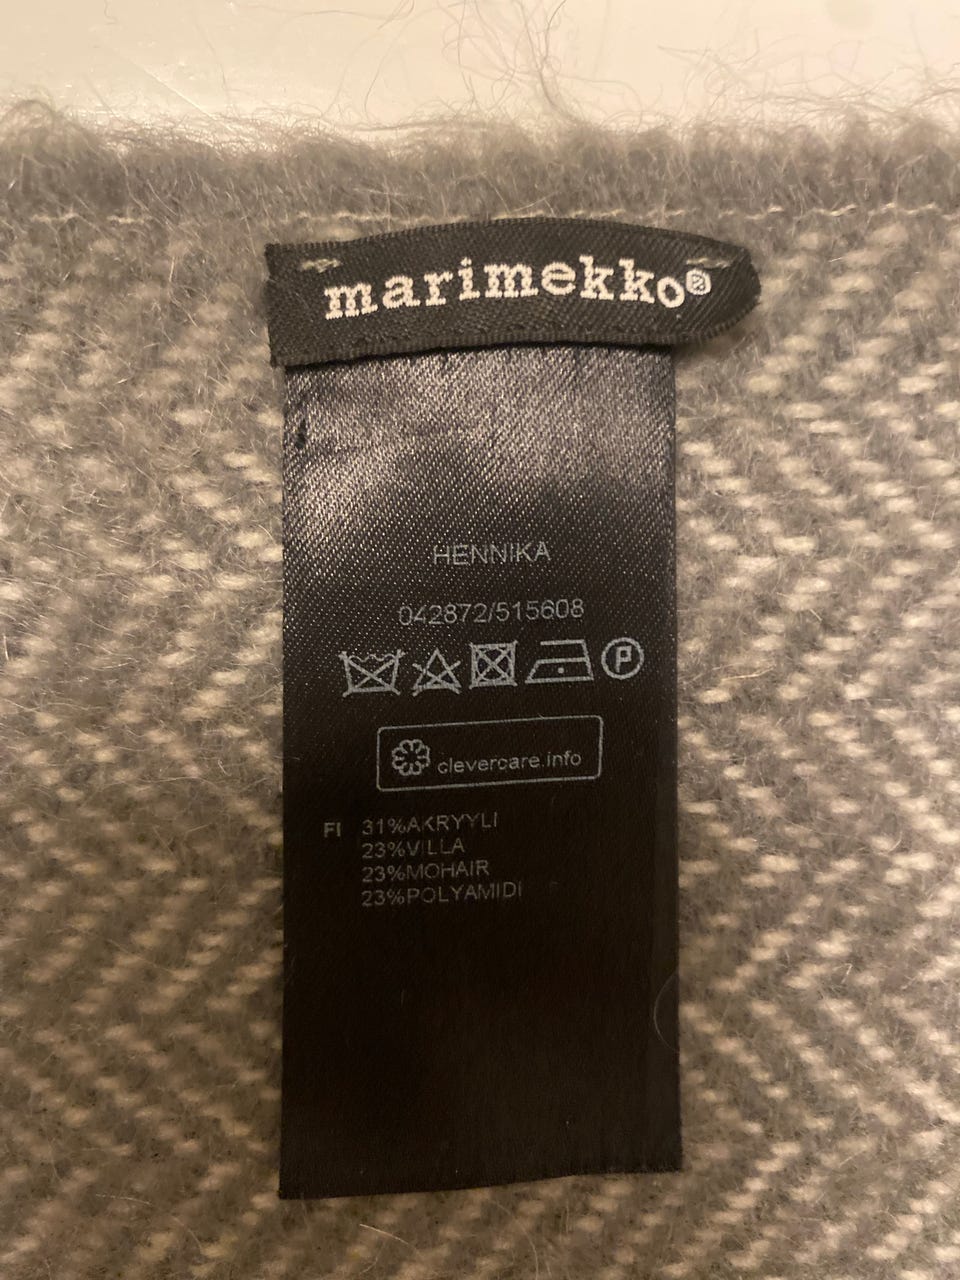 marimekko®
HENNIKA
042872/515608
P
clevercare.info
FI 31%AKRYYLI
23%VILLA
23%MOHAIR
23%POLYAMIDI